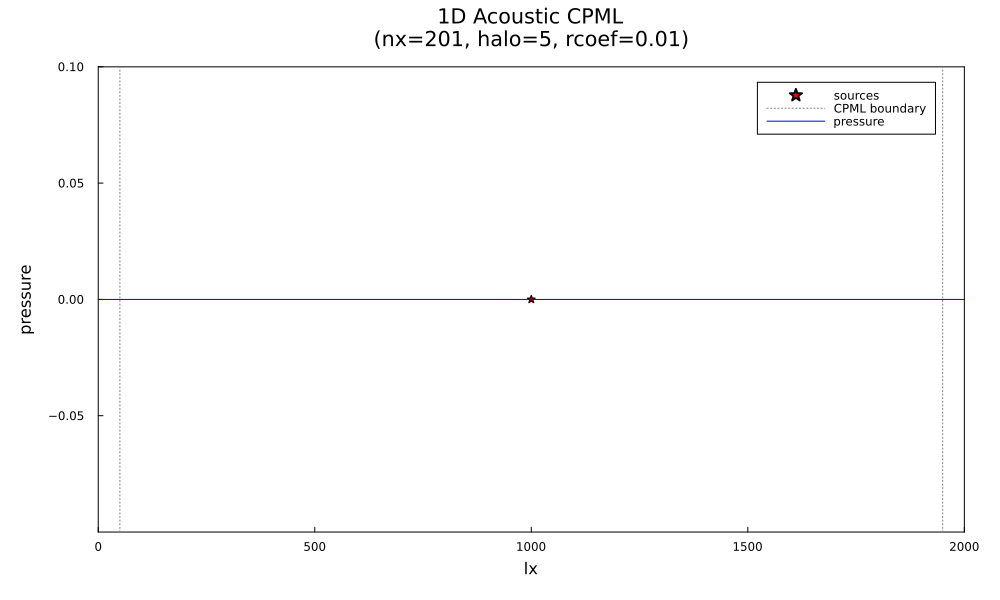 1D Acoustic CPML
(nx=201, halo=5, rcoef=0.01)
0.10
0.05
0.00
−0.05
pressure
sources
CPML boundary
pressure
0
500
1000
1500
2000
lx